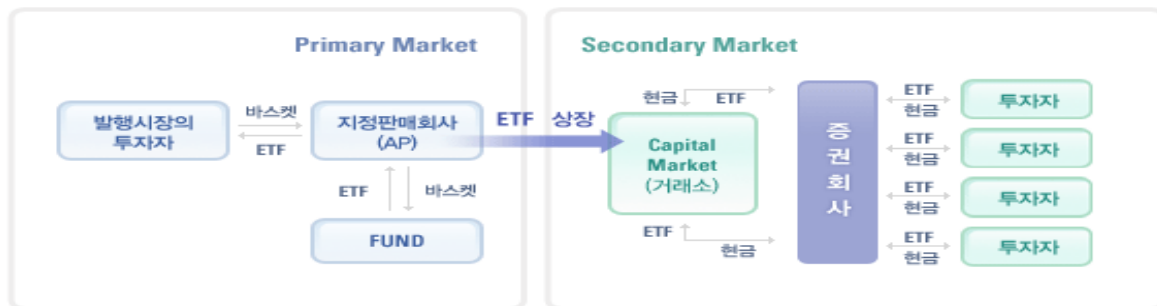 Primary Market
발행시장의
투자자
바스켓
ETF
지정판매회사
(AP)
ETF
바스켓
FUND
ETF 상장
Secondary Market
현금
ETF
Capital
Market
(거래소)
ETF
현금
증
권
회
사
ETF
현금
투자자
ETF
현금
투자자
ETF
현금
투자자
ETF
현금
투자자